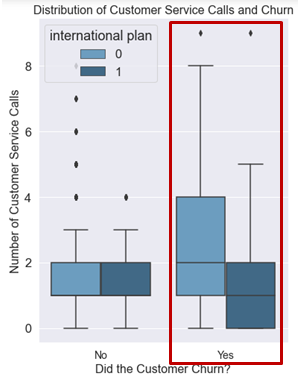 Distribution of Customer Service Calls and Churn
international plan
0
1
8
6
4
2
0
Number of Customer Service Calls
No Yes
Did the Customer Churn?